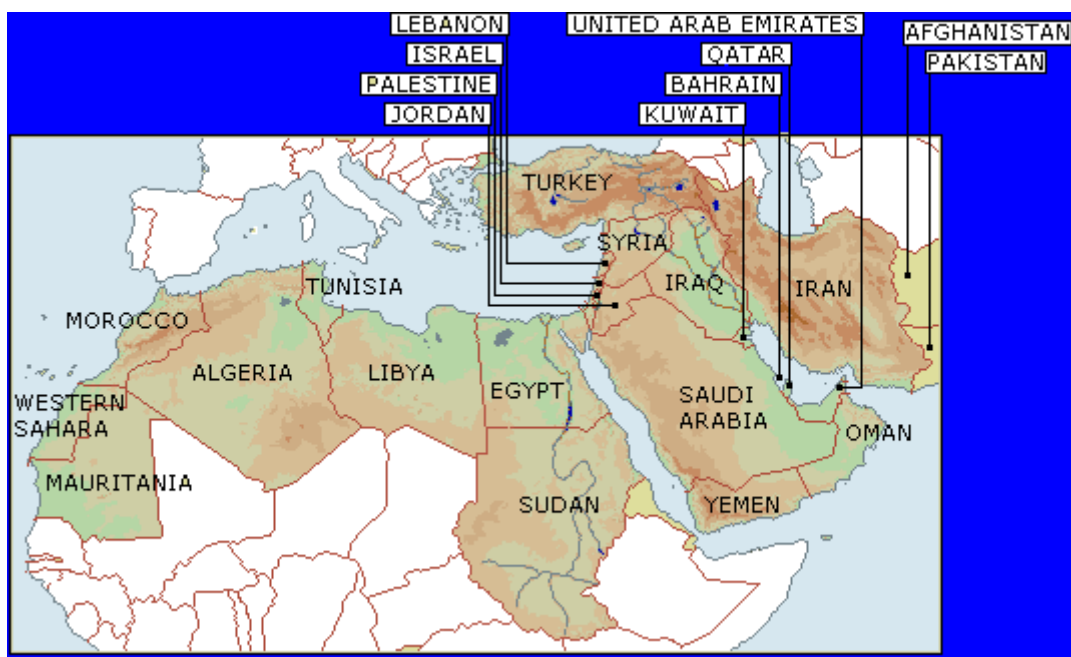 LEBANON
UNITED ARAB EMIRATES
AFGHANISTAN
ISRAEL
QATAR
PAKISTAN
PALESTINE
BAHRAIN
JORDAN
KUWAIT
TURKEY
SYRIA
TUNISIA
IRAQ
IRAN
MOROCCO
ALGERIA
LIBYA
EGYPT
SAUDI
ARABIA
WESTERN
SAHARA
OMAN
MAURITANIA
SUDAN
YEMEN